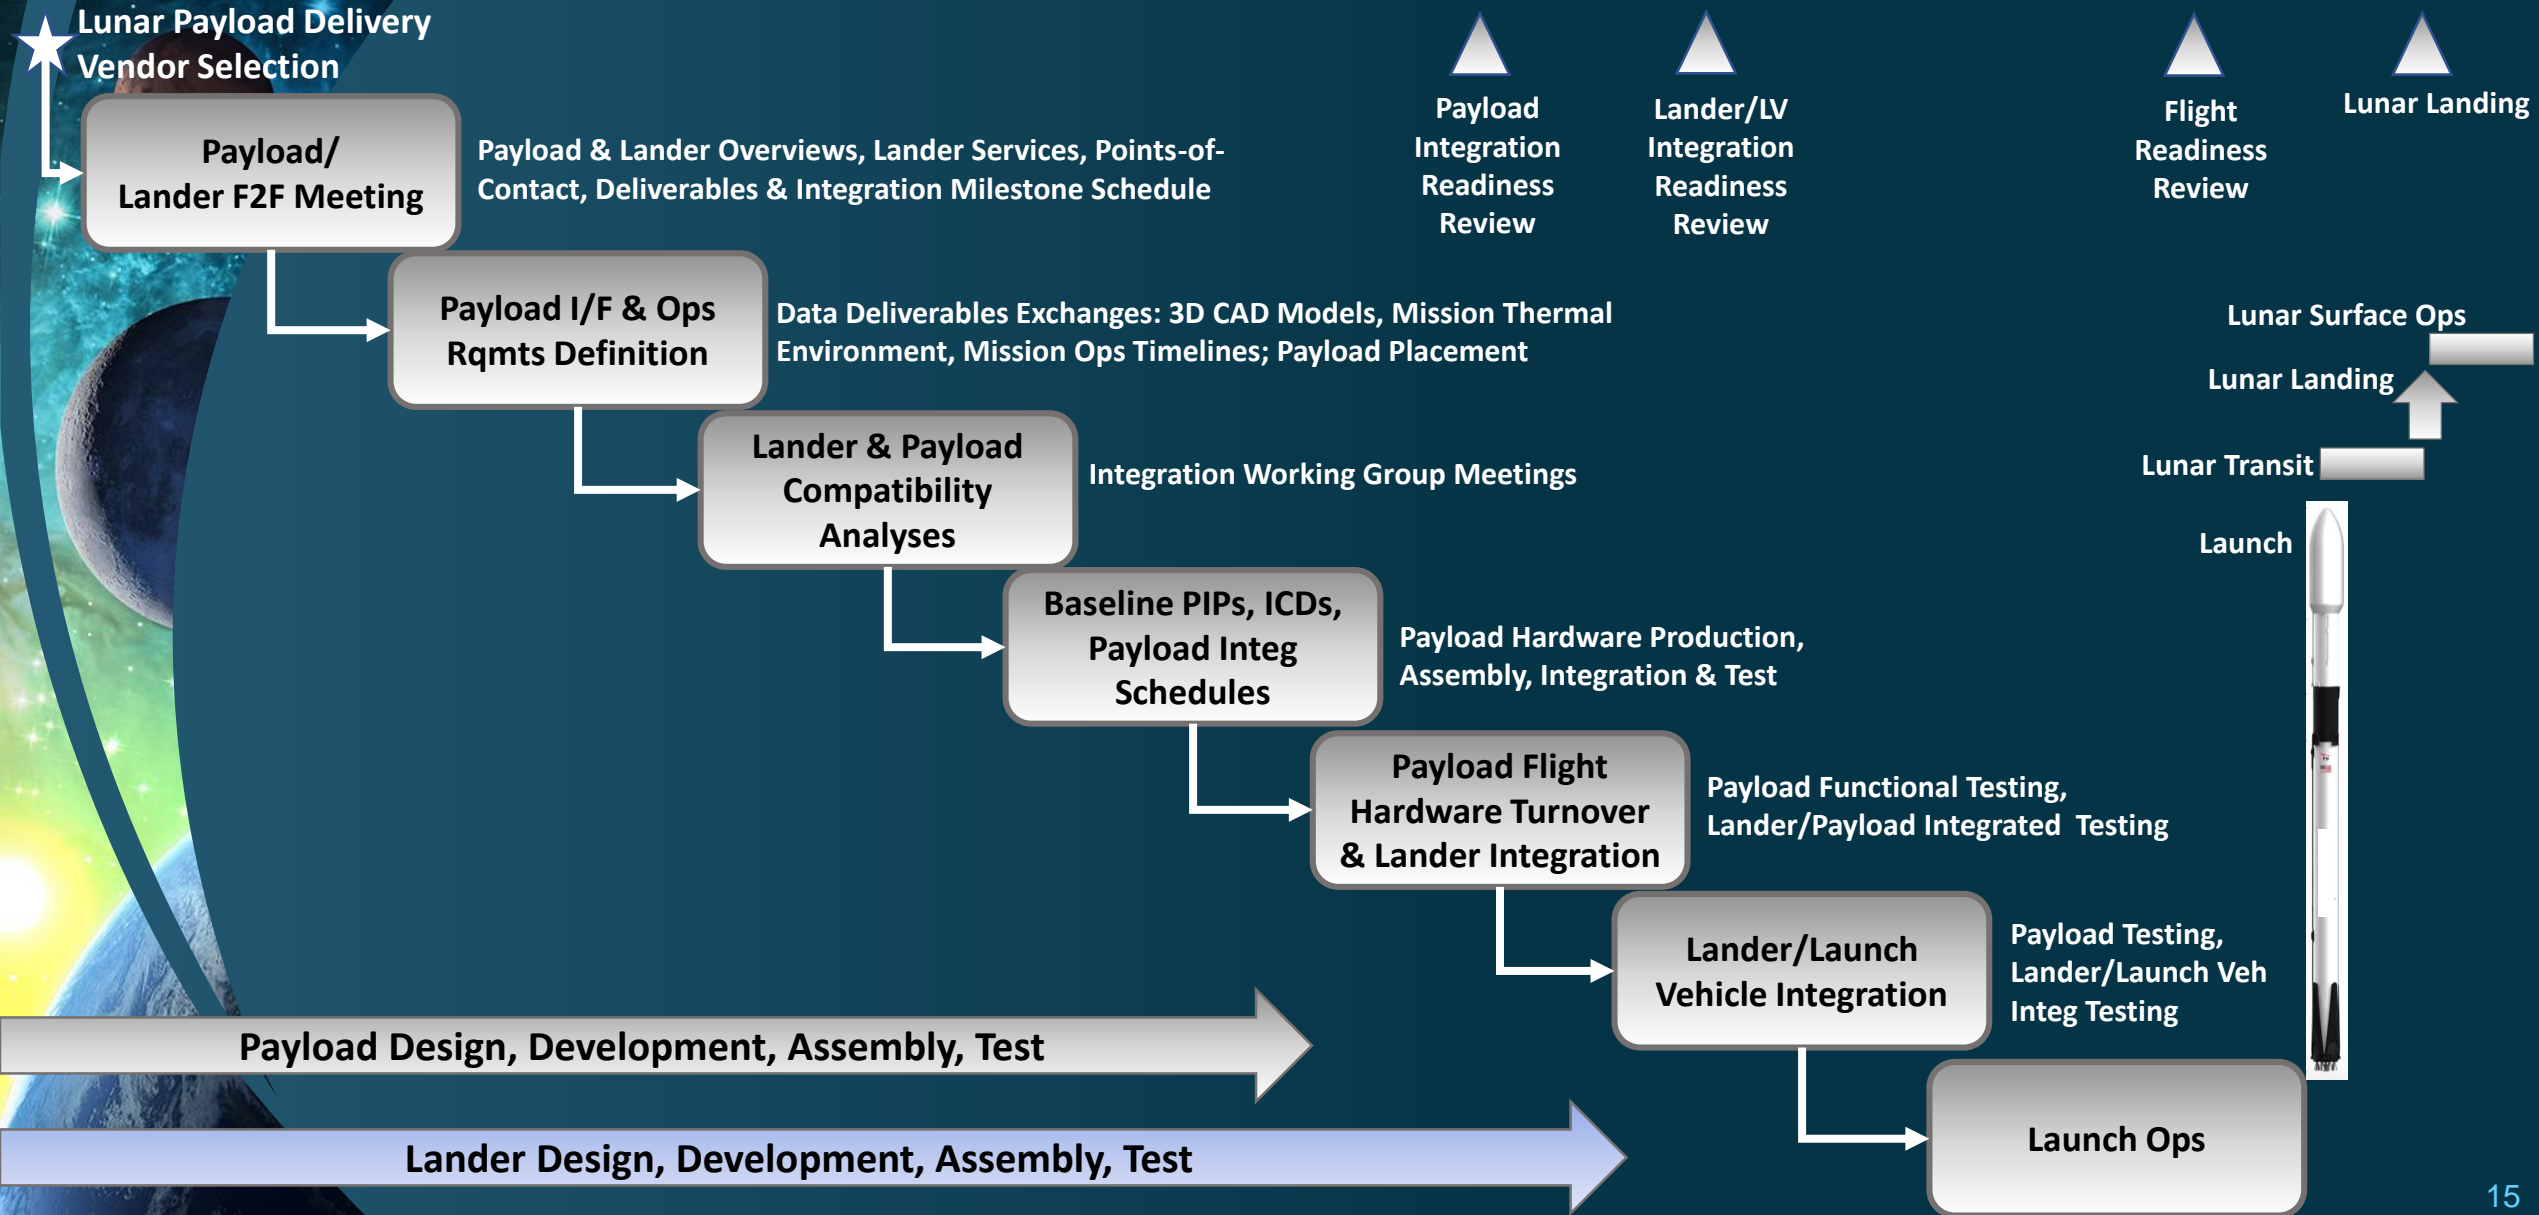 Lunar Payload Delivery
Vendor Selection
Payload/
Lander F2F Meeting
Payload & Lander Overviews, Lander Services, Points-of-
Contact, Deliverables & Integration Milestone Schedule
Payload
Integration
Readiness
Review
Lander/LV
Integration
Readiness
Review
Flight
Readiness
Review
Lunar Landing
Payload I/F & Ops
Rqmts Definition
Data Deliverables Exchanges: 3D CAD Models, Mission Thermal
Environment, Mission Ops Timelines; Payload Placement
Lunar Surface Ops
Lunar Landing
Lunar Transit
Launch
Lander & Payload
Compatibility
Analyses
Integration Working Group Meetings
Baseline PIPs, ICDs,
Payload Integ
Schedules
Payload Hardware Production,
Assembly, Integration & Test
Payload Flight
Hardware Turnover
& Lander Integration
Payload Functional Testing,
Lander/Payload Integrated  Testing
Lander/Launch
Vehicle Integration
Payload Testing,
Lander/Launch Veh
Integ Testing
Payload Design, Development, Assembly, Test
Lander Design, Development, Assembly, Test
Launch Ops
15